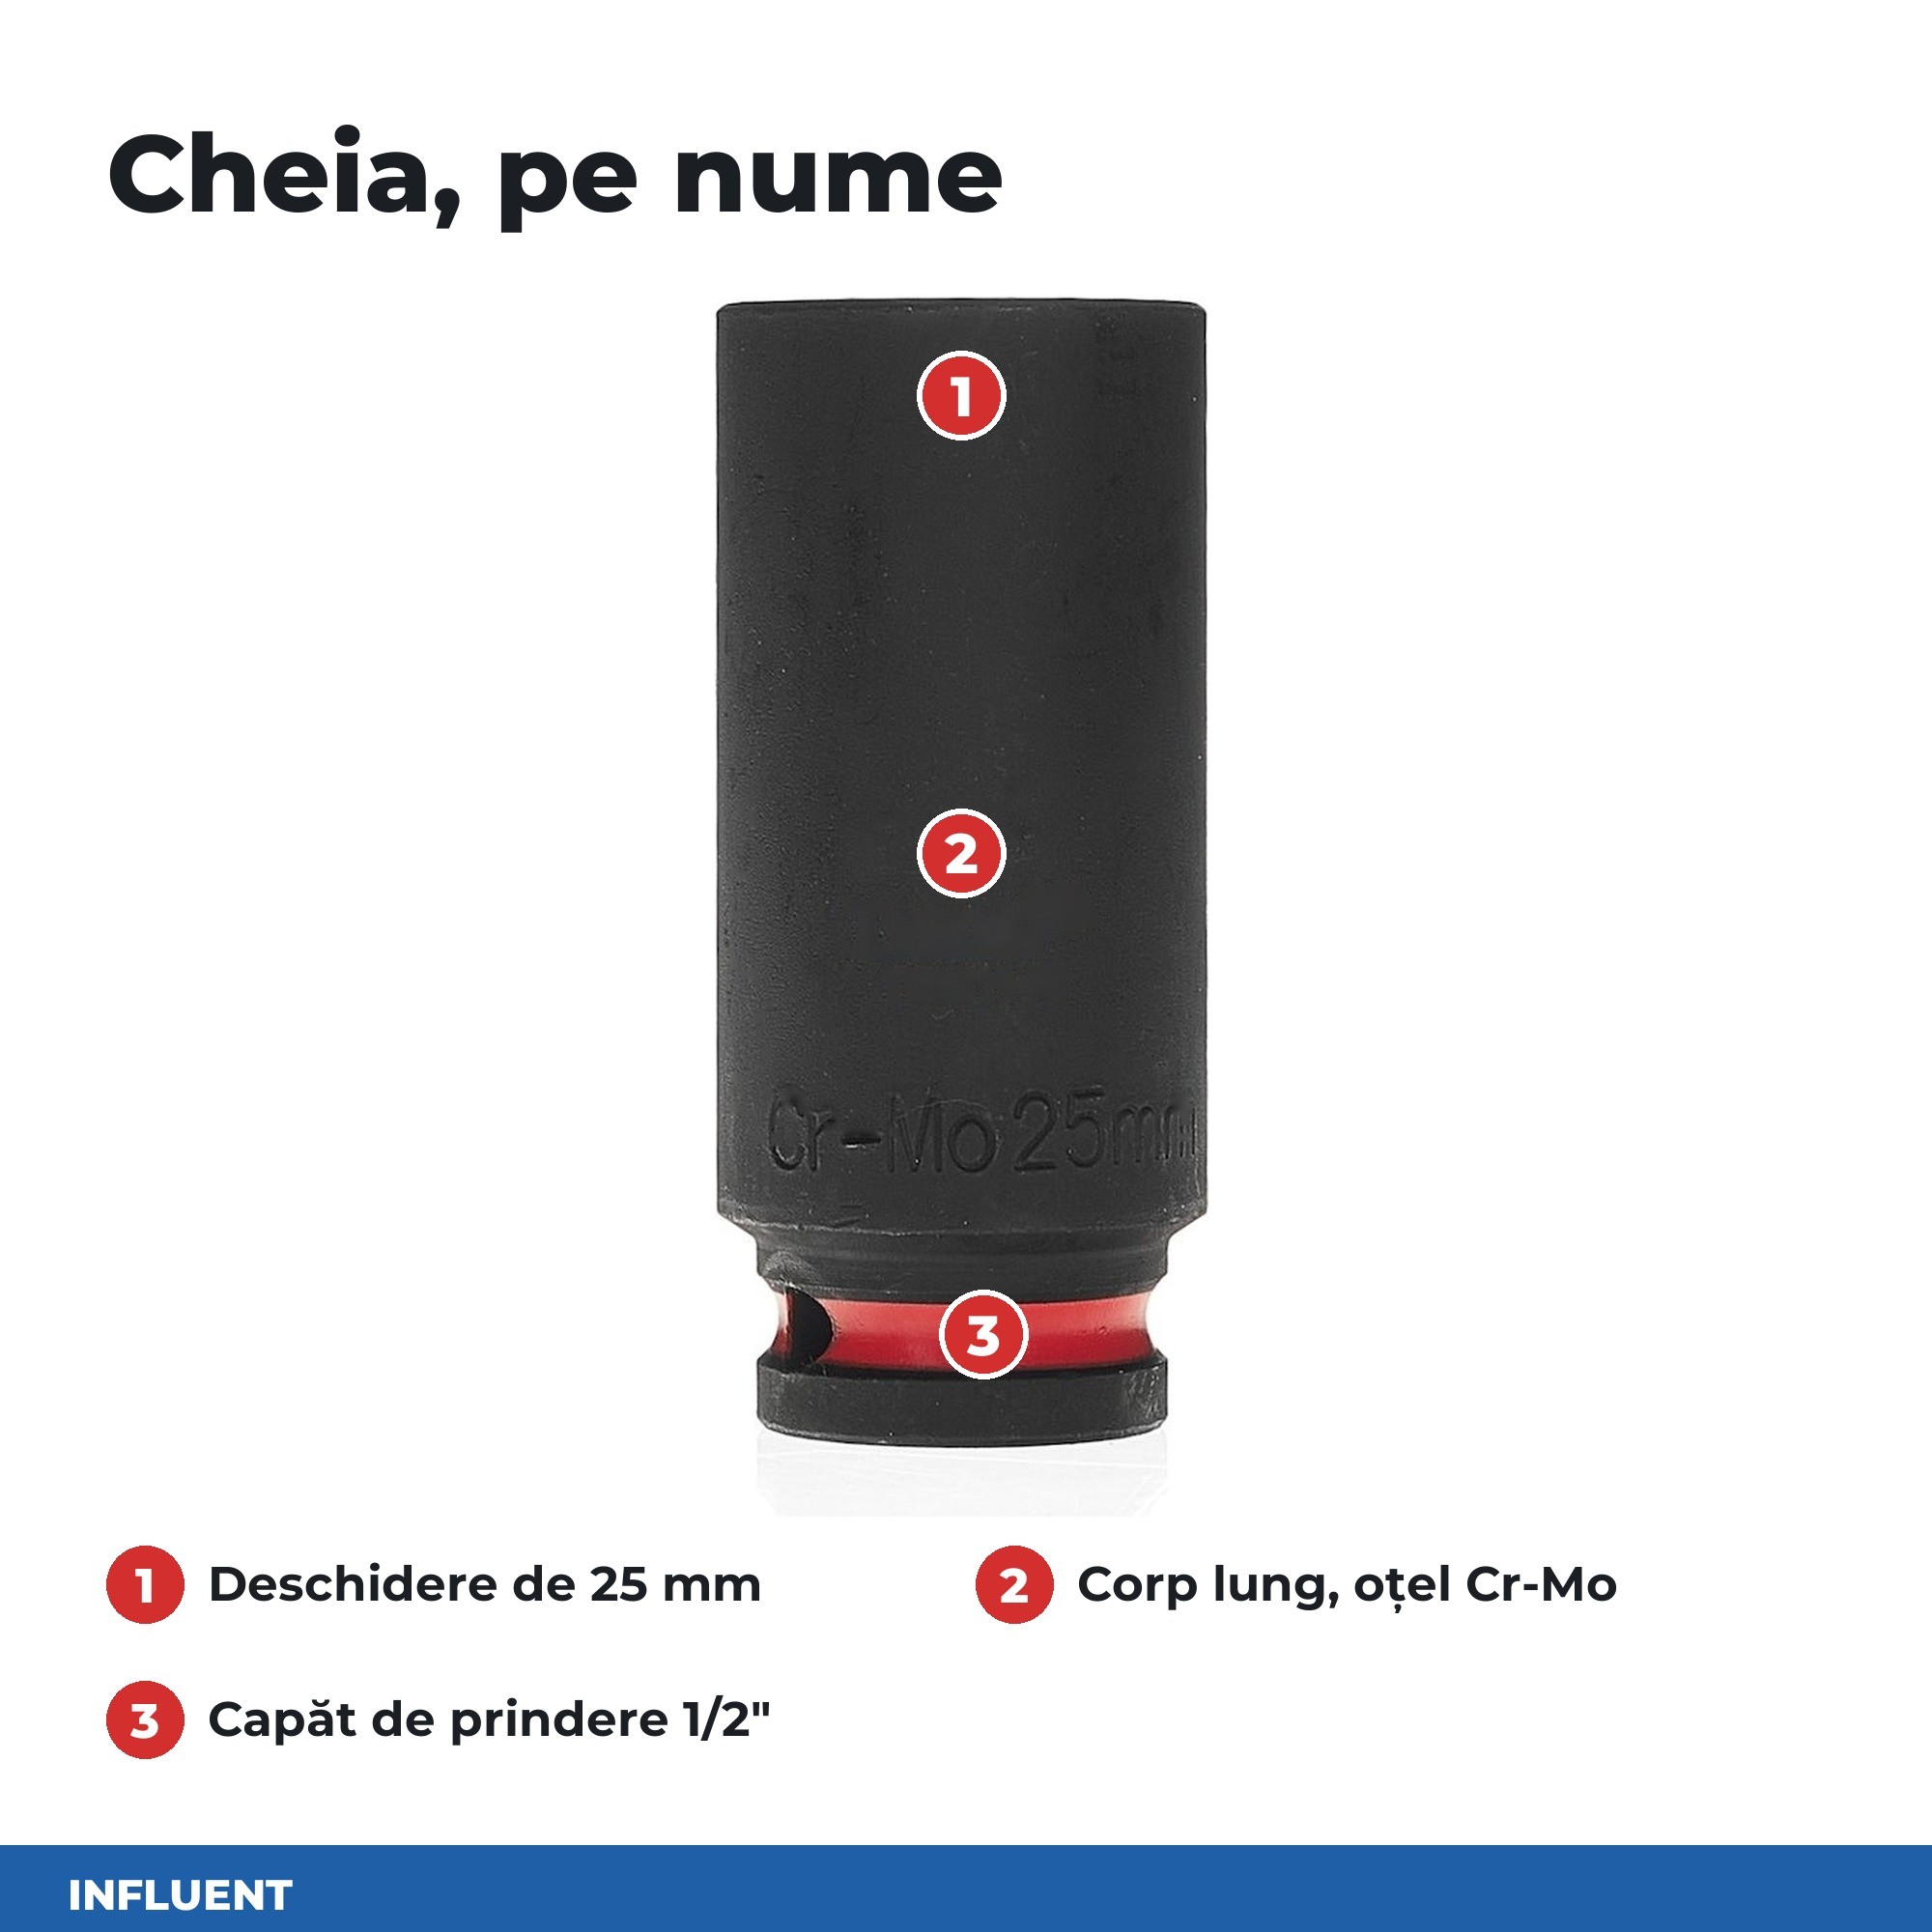 Cheia, pe nume
1
2
Cr-Mo 25mm
3
1 Deschidere de 25 mm
2 Corp lung, oțel Cr-Mo
3 Capăt de prindere 1/2"
INFLUENT